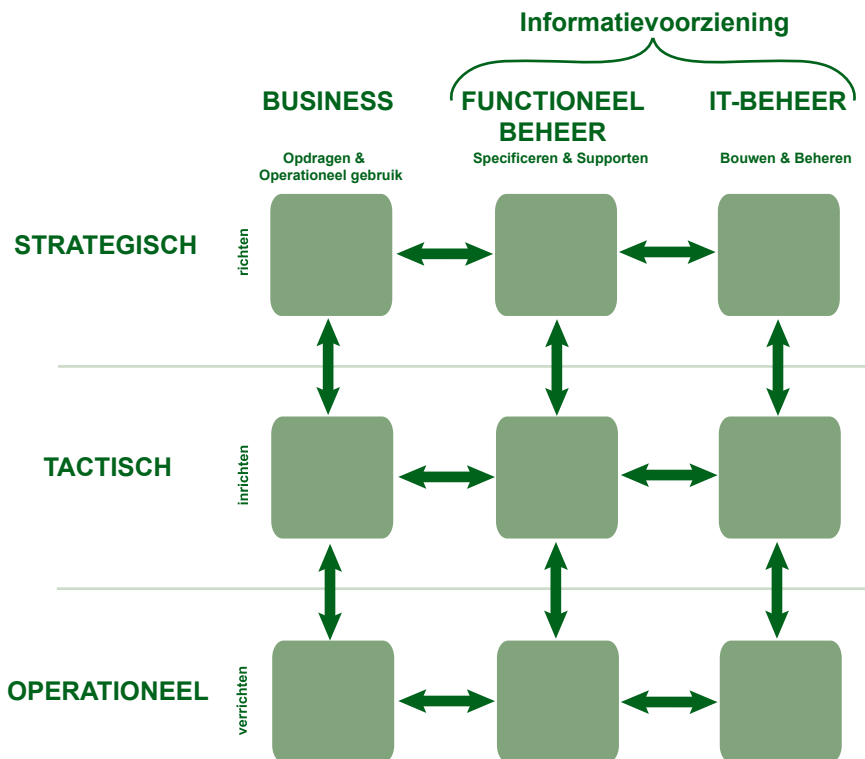 Informatievoorziening
BUSINESS
FUNCTIONEEL
BEHEER
IT-BEHEER
Opdragen &
Operationeel gebruik
Specificeren & Supporten
Bouwen & Beheren
STRATEGISCH
richten
TACTISCH
inrichten
OPERATIONEEL
verrichten